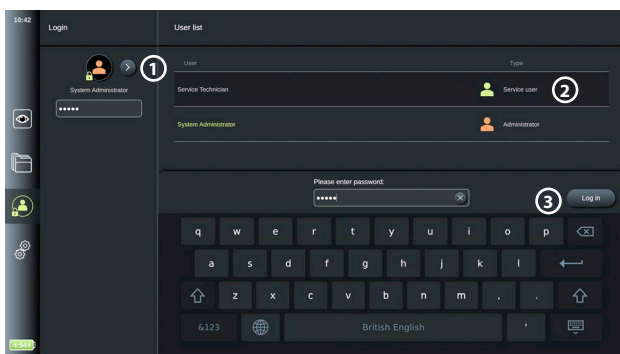 10:42
Login
User list
1
User
Type
System Administrator
Service Technician
Service user
2
•••••
System Administrator
Administrator
Please enter password:
•••••
3
Log in
q w e r t y u i o p
a s d f g h j k l
z x c v b n m , .
&123
British English
'